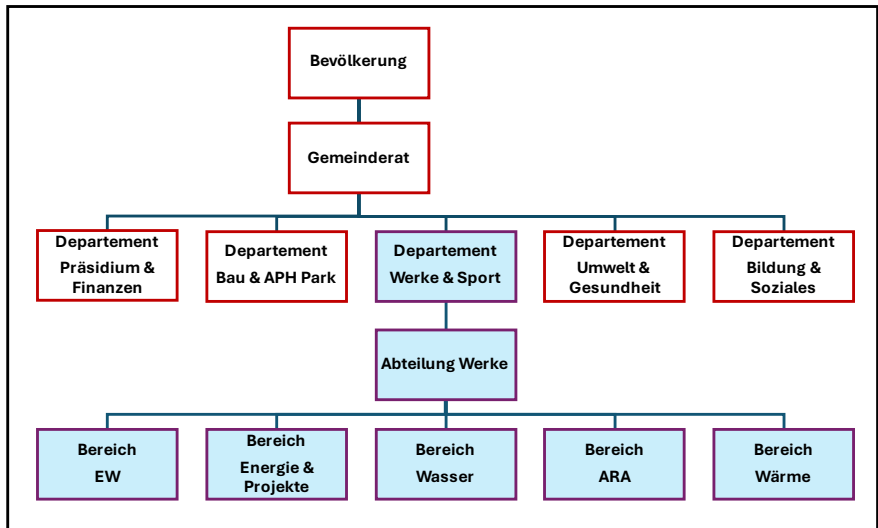 Bevölkerung
Gemeinderat
Departement
Präsidium &
Finanzen
Departement
Bau & APH Park
Departement
Werke & Sport
Departement
Umwelt &
Gesundheit
Departement
Bildung &
Soziales
Abteilung Werke
Bereich
EW
Bereich
Energie &
Projekte
Bereich
Wasser
Bereich
ARA
Bereich
Wärme